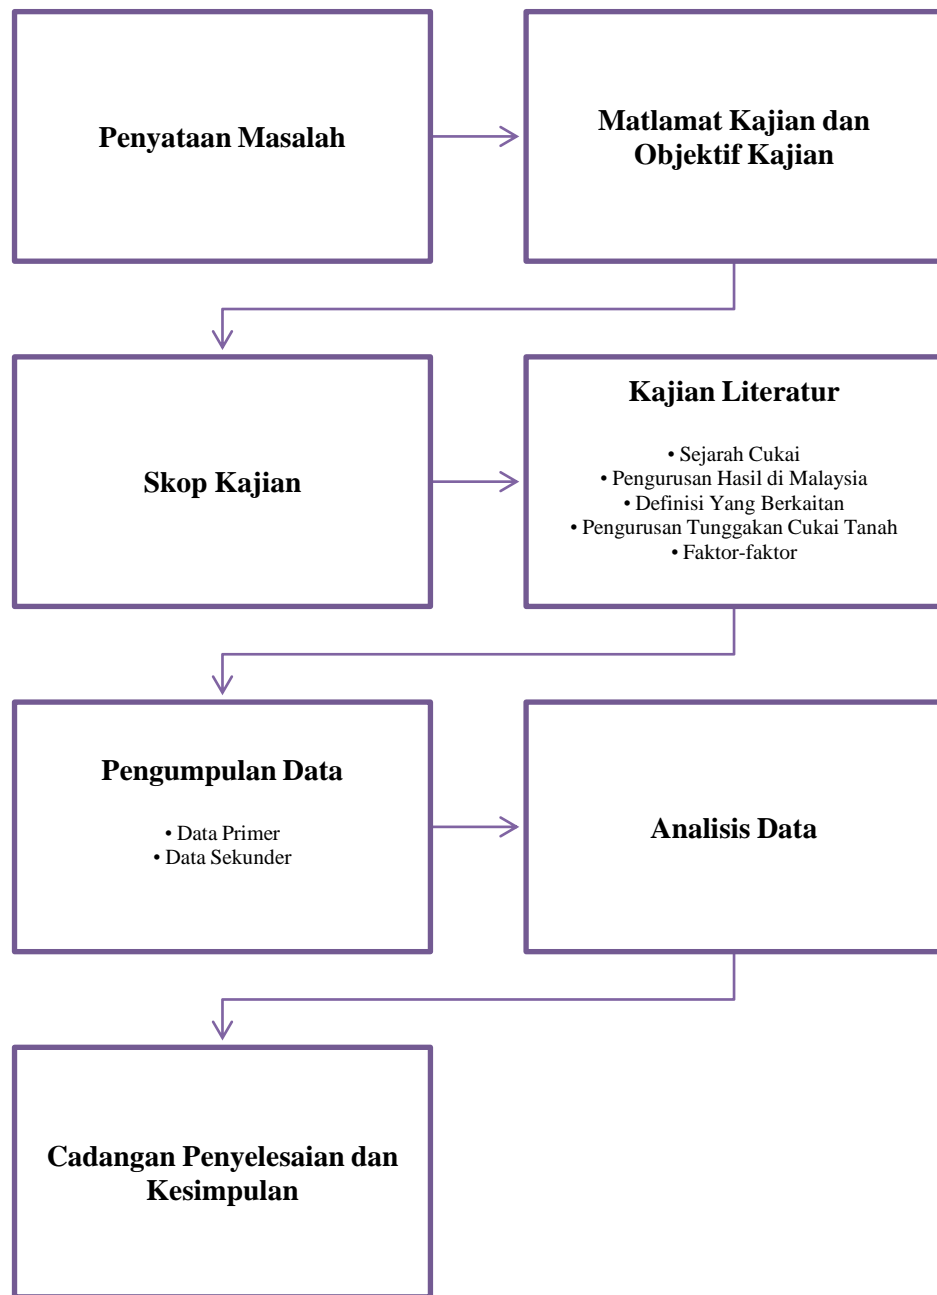 Penyataan Masalah
Matlamat Kajian dan
Objektif Kajian
Skop Kajian
Kajian Literatur
• Sejarah Cukai
• Pengurusan Hasil di Malaysia
• Definisi Yang Berkaitan
• Pengurusan Tunggakan Cukai Tanah
• Faktor-faktor
Pengumpulan Data
• Data Primer
• Data Sekunder
Analisis Data
Cadangan Penyelesaian dan
Kesimpulan